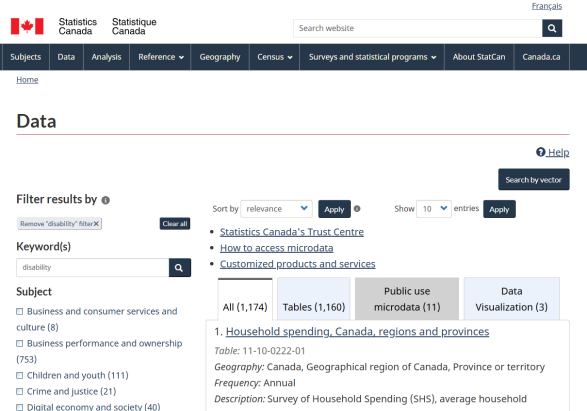 Français
Statistics Statistique
Canada Canada
Search website
Subjects Data Analysis Reference Geography Census Surveys and statistical programs About StatCan Canada.ca
Home
Data
Help
Search by vector
Filter results by
Sort by relevance Apply Show 10 entries Apply
Remove "disability" filter X Clear all
Statistics Canada's Trust Centre
How to access microdata
Customized products and services
Keyword(s)
disability
Subject
Business and consumer services and
culture (8)
Business performance and ownership
(753)
Children and youth (111)
Crime and justice (21)
Digital economy and society (40)
All (1,174) Tables (1,160) Public use
microdata (11) Data
Visualization (3)
1. Household spending, Canada, regions and provinces
Table: 11-10-0222-01
Geography: Canada, Geographical region of Canada, Province or territory
Frequency: Annual
Description: Survey of Household Spending (SHS), average household